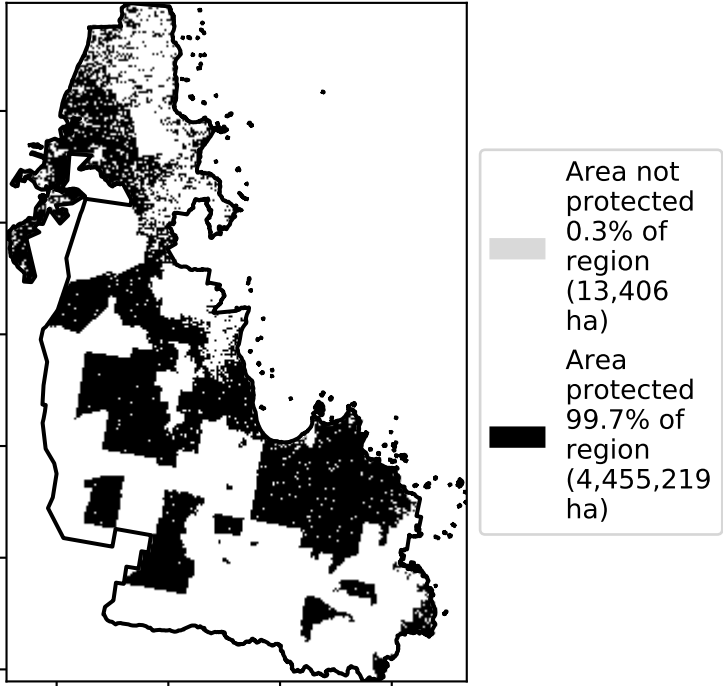 Area not
protected
0.3% of
region
(13,406
ha)
Area
protected
99.7% of
region
(4,455,219
ha)